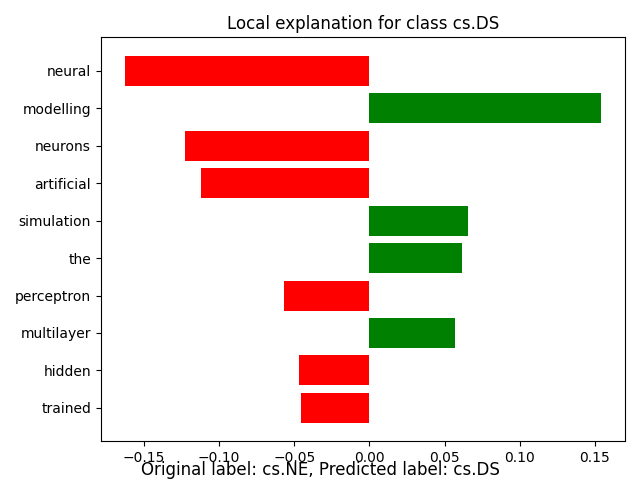 Local explanation for class cs.DS
neural
modelling
neurons
artificial
simulation
the
perceptron
multilayer
hidden
trained
−0.15 −0.10 −0.05 0.00 0.05 0.10 0.15
Original label: cs.NE, Predicted label: cs.DS